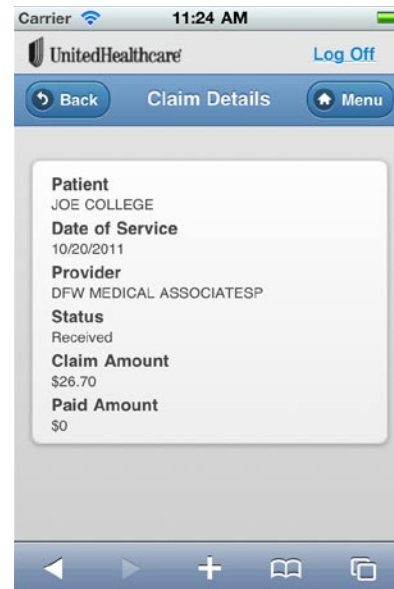 Carrier 11:24 AM
UnitedHealthcare Log Off
Back Claim Details Menu
Patient
JOE COLLEGE
Date of Service
10/20/2011
Provider
DFW MEDICAL ASSOCIATESP
Status
Received
Claim Amount
$26.70
Paid Amount
$0